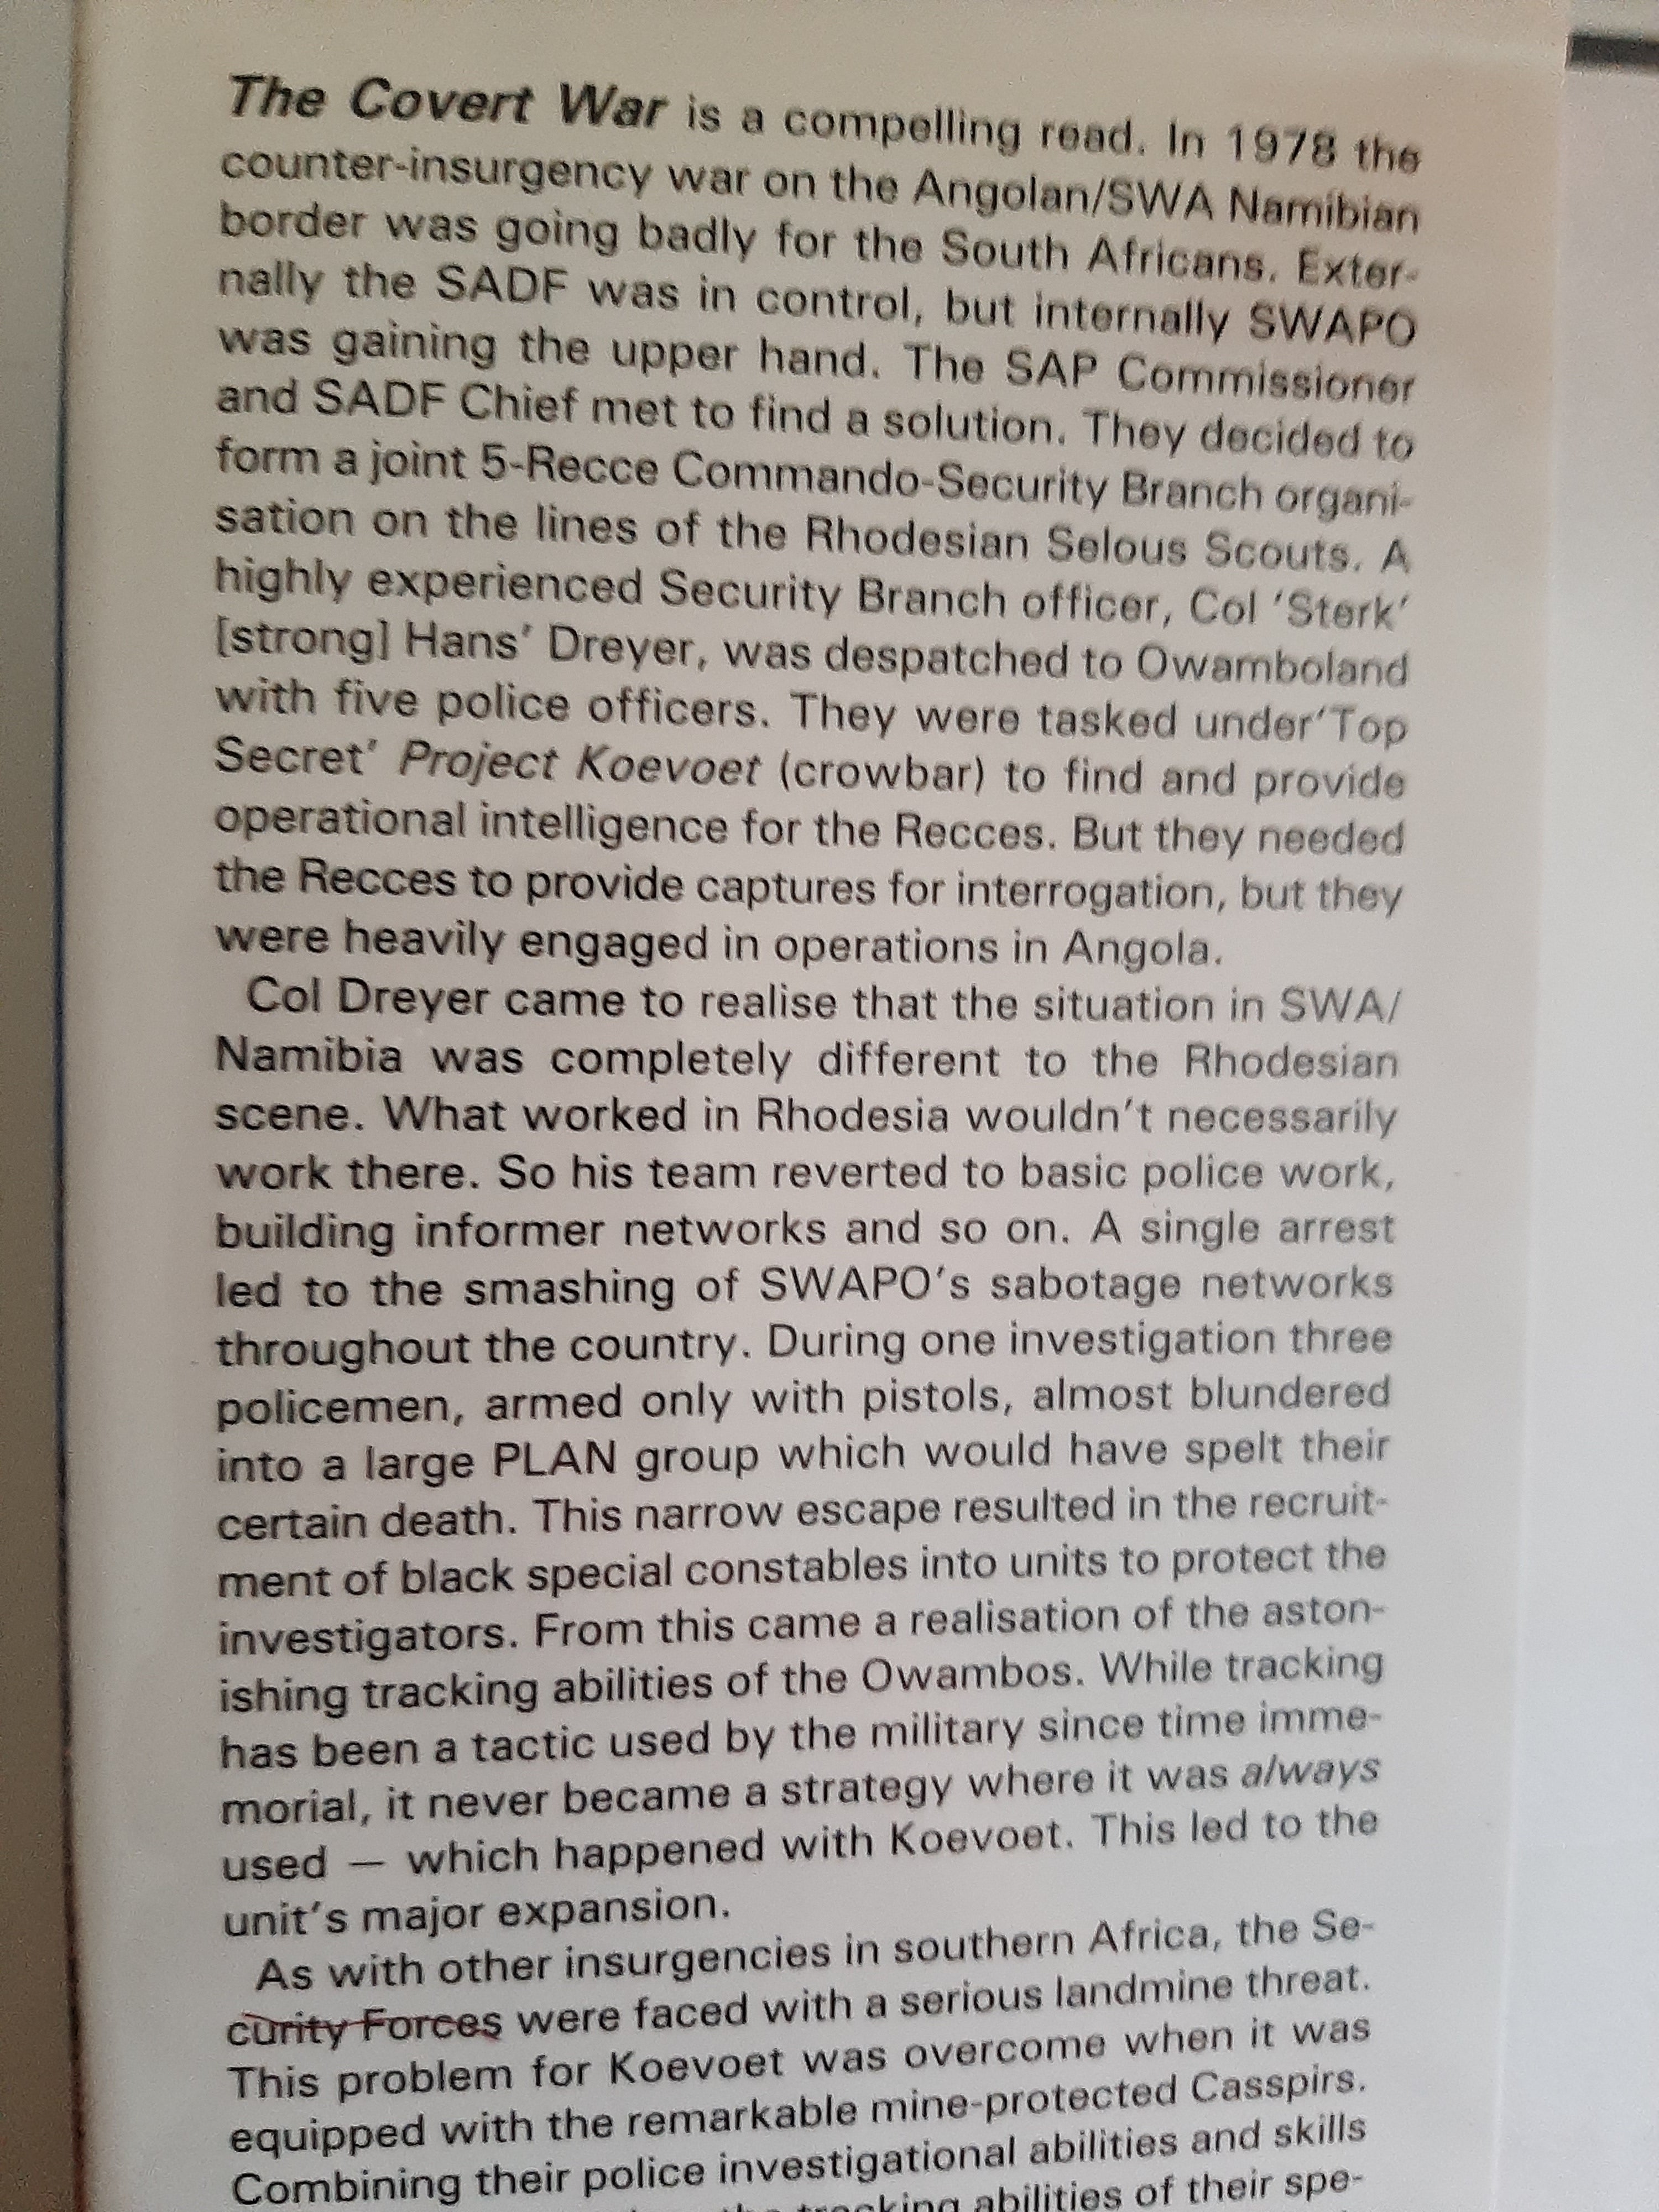 The Covert War is a compelling read. In 1978 the
counter-insurgency war on the Angolan/SWA Namibian
border was going badly for the South Africans. Exter-
nally the SADF was in control, but internally SWAPO
was gaining the upper hand. The SAP Commissioner
and SADF Chief met to find a solution. They decided to
form a joint 5-Recce Commando-Security Branch organi-
sation on the lines of the Rhodesian Selous Scouts. A
highly experienced Security Branch officer, Col ‘Sterk’
[strong] Hans’ Dreyer, was despatched to Owamboland
with five police officers. They were tasked under‘Top
Secret’ Project Koevoet (crowbar) to find and provide
operational intelligence for the Recces. But they needed
the Recces to provide captures for interrogation, but they
were heavily engaged in operations in Angola.
Col Dreyer came to realise that the situation in SWA/
Namibia was completely different to the Rhodesian
scene. What worked in Rhodesia wouldn’t necessarily
work there. So his team reverted to basic police work,
building informer networks and so on. A single arrest
led to the smashing of SWAPO’s sabotage networks
throughout the country. During one investigation three
policemen, armed only with pistols, almost blundered
into a large PLAN group which would have spelt their
certain death. This narrow escape resulted in the recruit-
ment of black special constables into units to protect the
investigators. From this came a realisation of the aston-
ishing tracking abilities of the Owambos. While tracking
has been a tactic used by the military since time imme-
morial, it never became a strategy where it was always
used — which happened with Koevoet. This led to the
unit’s major expansion.
As with other insurgencies in southern Africa, the Se-
curity Forces were faced with a serious landmine threat.
This problem for Koevoet was overcome when it was
equipped with the remarkable mine-protected Casspirs.
Combining their police investigational abilities and skills
the tracking abilities of their spe-